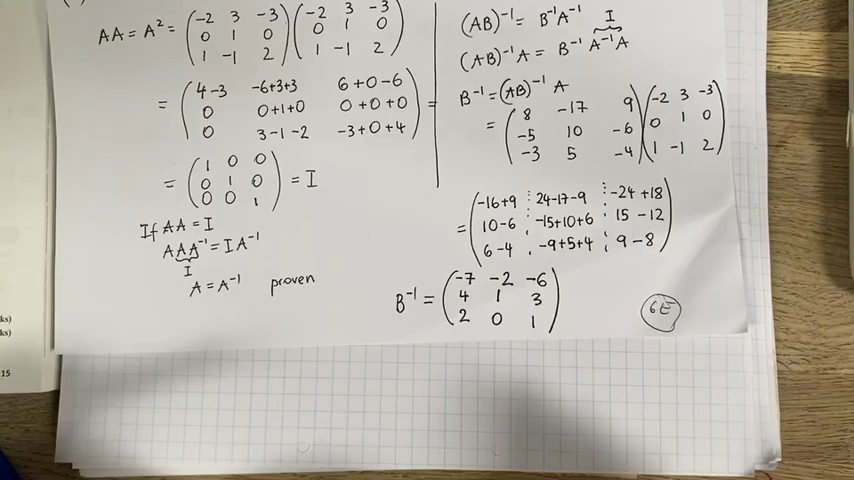 AA = A² = (-2 3 -3) (-2 3 -3)
(0 1 0) (0 1 0)
(1 -1 2) (1 -1 2)
= (4-3 -6+3+3 6+0-6)
(0 0+1+0 0+0+0)
(0 3-1-2 -3+0+4)
= (1 0 0)
(0 1 0) = I
(0 0 1)
If AA = I
AAA⁻¹ = IA⁻¹
I
A = A⁻¹ proven
(AB)⁻¹ = B⁻¹A⁻¹
I
(AB)⁻¹A = B⁻¹A⁻¹A
B⁻¹ = (AB)⁻¹ A
= (8 -17 9) (-2 3 -3)
(-5 10 -6) (0 1 0)
(-3 5 -4) (1 -1 2)
= (-16+9 24-17-9 -24+18)
(10-6 -15+10+6 15-12)
(6-4 -9+5+4 9-8)
B⁻¹ = (-7 -2 -6)
(4 1 3)
(2 0 1)
6E
ks)
ks)
15